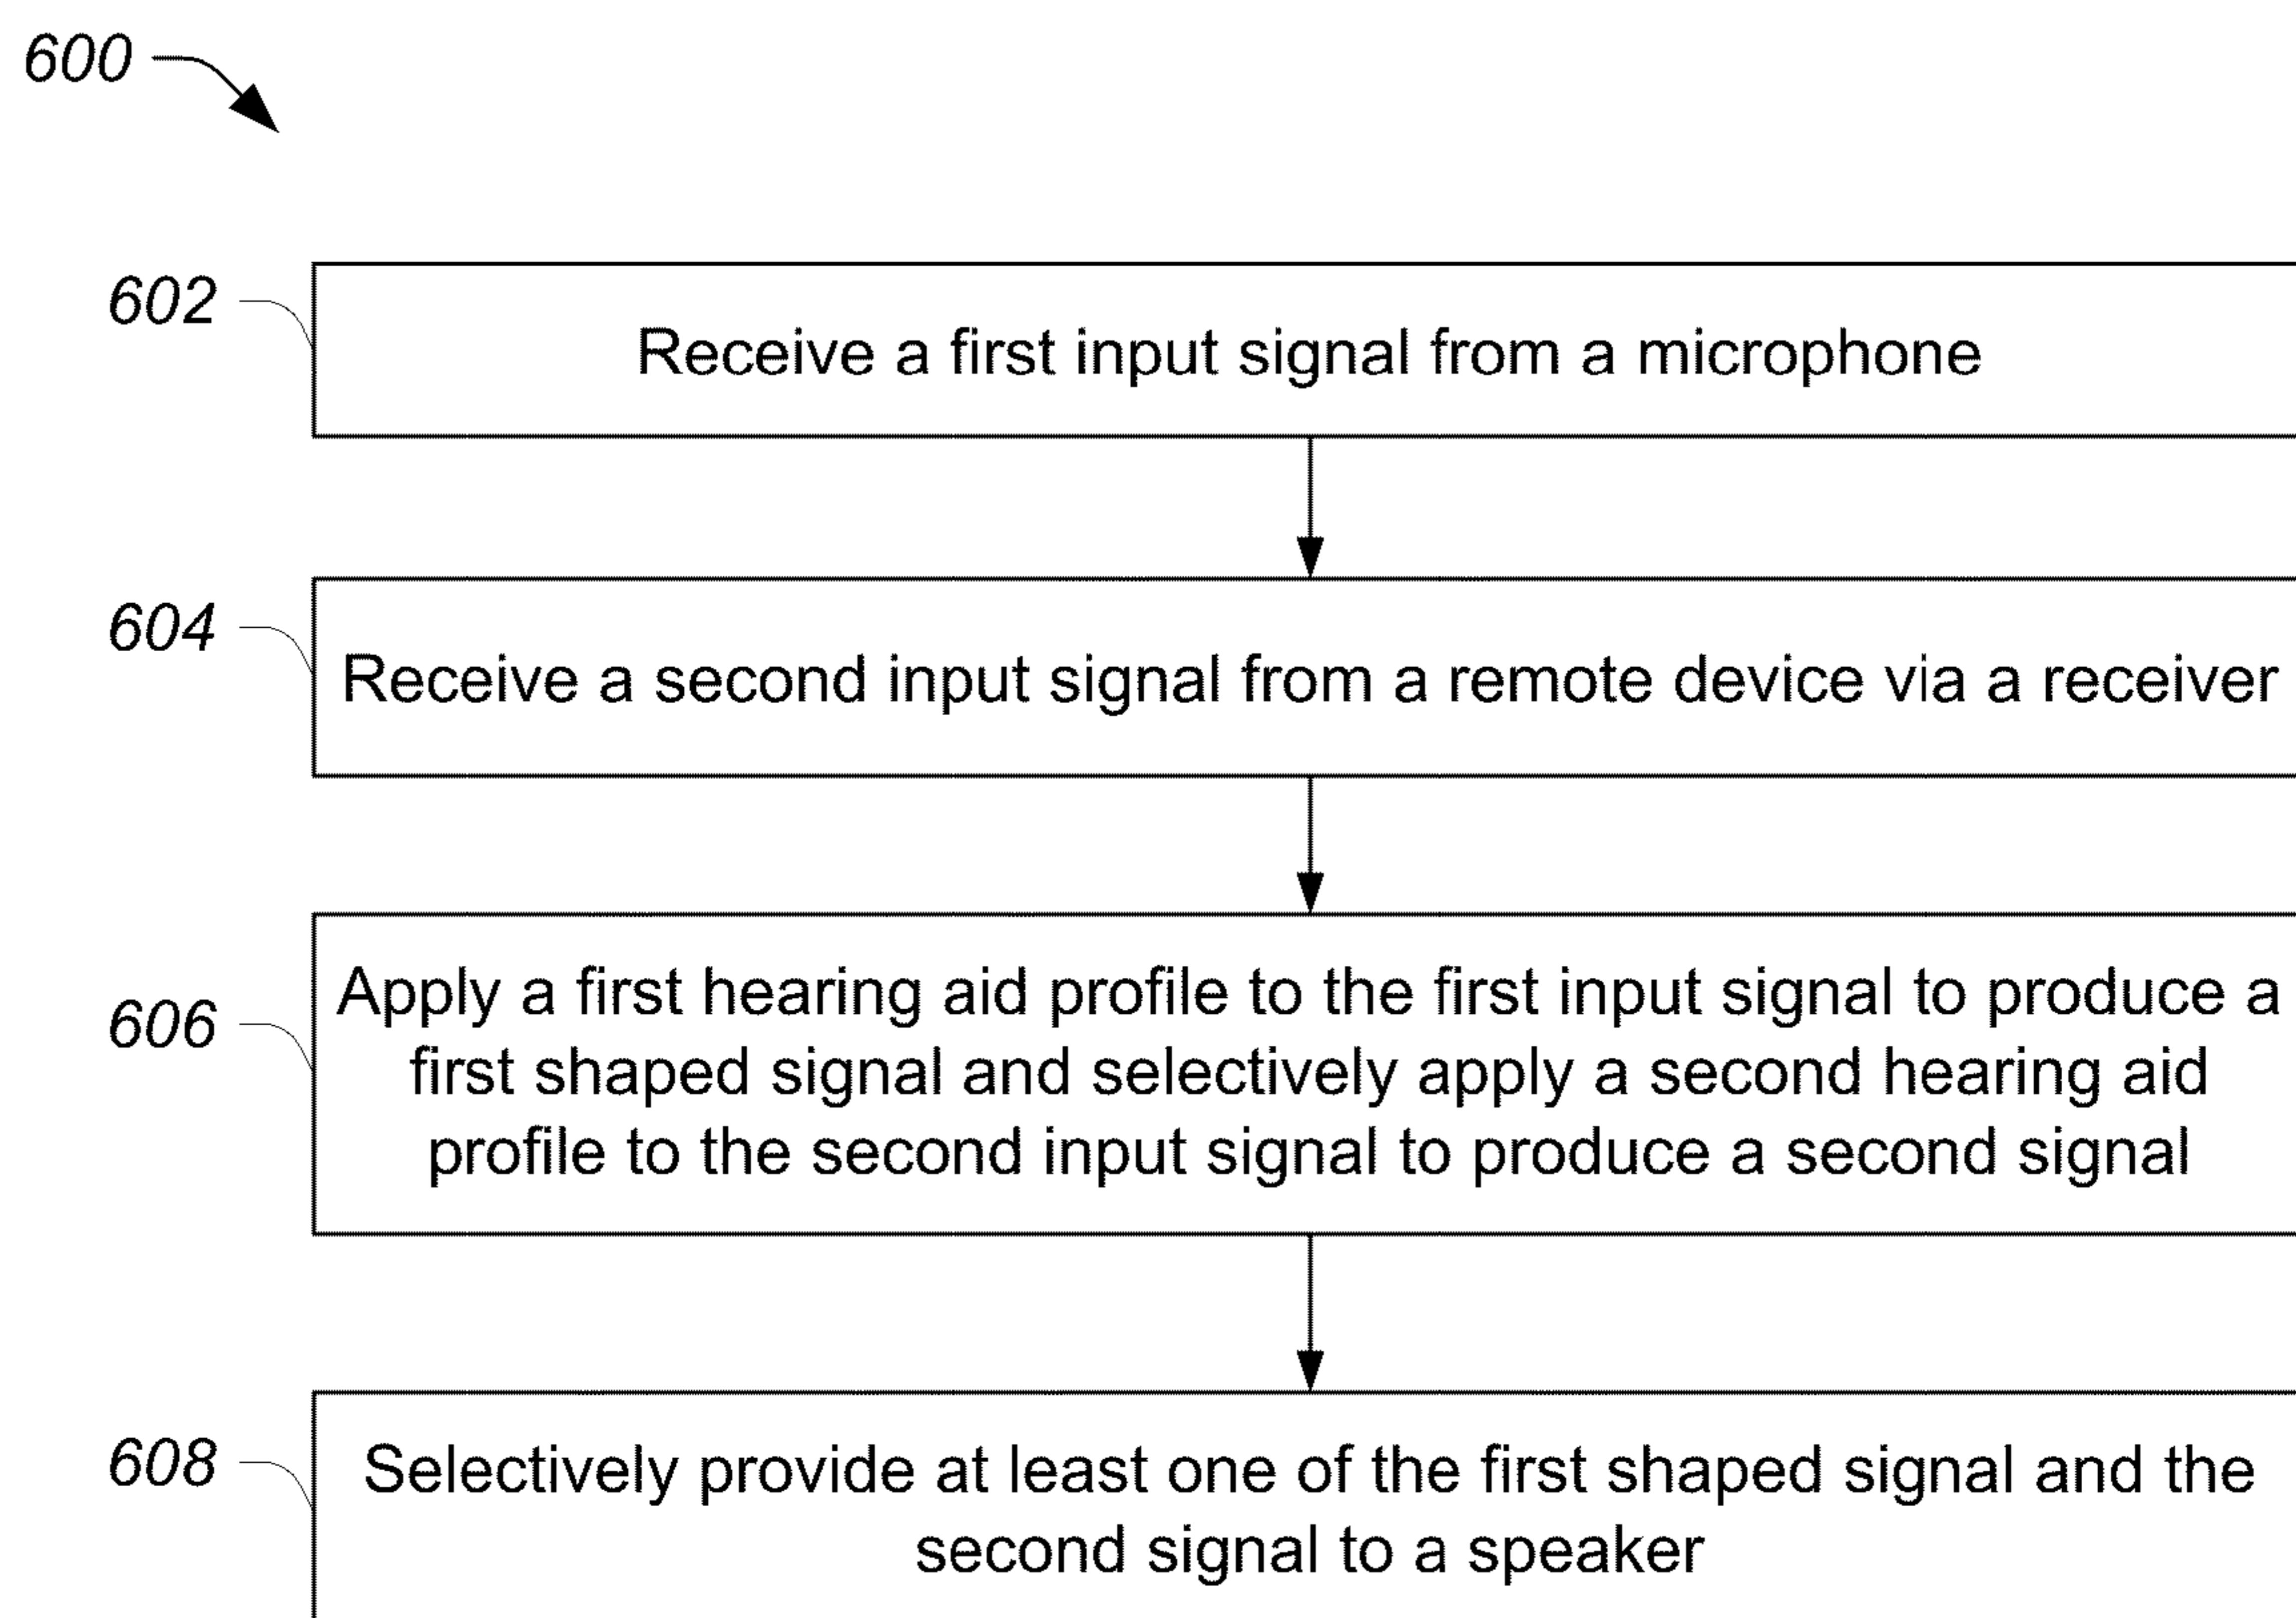 600
602
Receive a first input signal from a microphone
604
Receive a second input signal from a remote device via a receiver
606
Apply a first hearing aid profile to the first input signal to produce a
first shaped signal and selectively apply a second hearing aid
profile to the second input signal to produce a second signal
608
Selectively provide at least one of the first shaped signal and the
second signal to a speaker